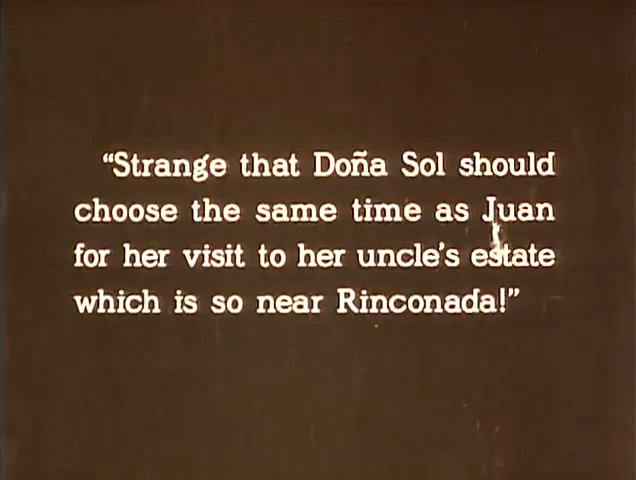 “Strange that Doña Sol should
choose the same time as Juan
for her visit to her uncle’s estate
which is so near Rinconada!”